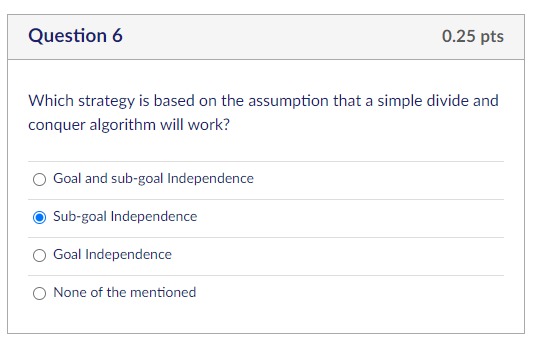 Question 6
0.25 pts
Which strategy is based on the assumption that a simple divide and
conquer algorithm will work?
Goal and sub-goal Independence
Sub-goal Independence
Goal Independence
None of the mentioned